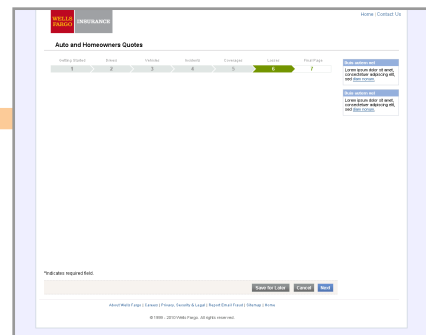 Home | Contact Us
WELLS
FARGO
INSURANCE
Auto and Homeowners Quotes
Getting Started Driver Vehicles Accidents Coverages Losses Final Page
1 2 3 4 5 6 7
Lorem ipsum dolor sit amet,
consectetuer adipiscing elit,
sed diam nonum.
Lorem ipsum dolor sit amet,
consectetuer adipiscing elit,
sed diam nonum.
*Indicates required field.
Save for Later Cancel Next
About Wells Fargo | Careers | Privacy, Security & Legal | Report Email Fraud | Sitemap | Home
© 1999 - 2010 Wells Fargo. All rights reserved.